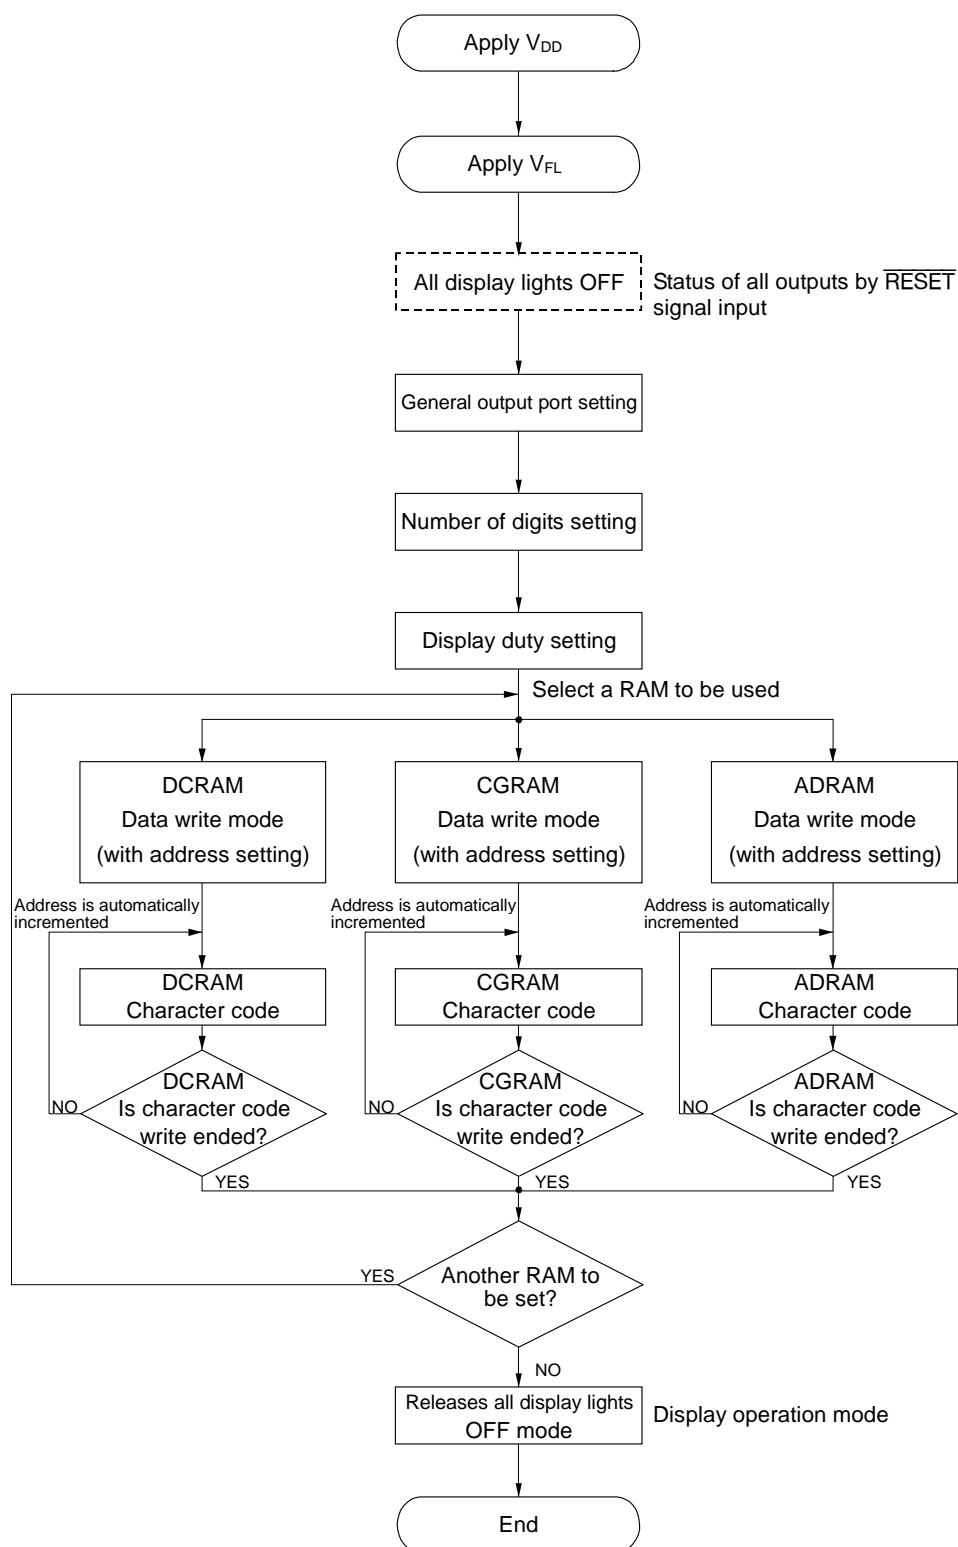 Apply VDD
Apply VFL
All display lights OFF
Status of all outputs by RESET
signal input
General output port setting
Number of digits setting
Display duty setting
Select a RAM to be used
DCRAM
Data write mode
(with address setting)
CGRAM
Data write mode
(with address setting)
ADRAM
Data write mode
(with address setting)
Address is automatically
incremented
Address is automatically
incremented
Address is automatically
incremented
DCRAM
Character code
CGRAM
Character code
ADRAM
Character code
DCRAM
Is character code
write ended?
NO
YES
CGRAM
Is character code
write ended?
NO
YES
ADRAM
Is character code
write ended?
NO
YES
Another RAM to
be set?
YES
NO
Releases all display lights
OFF mode
Display operation mode
End